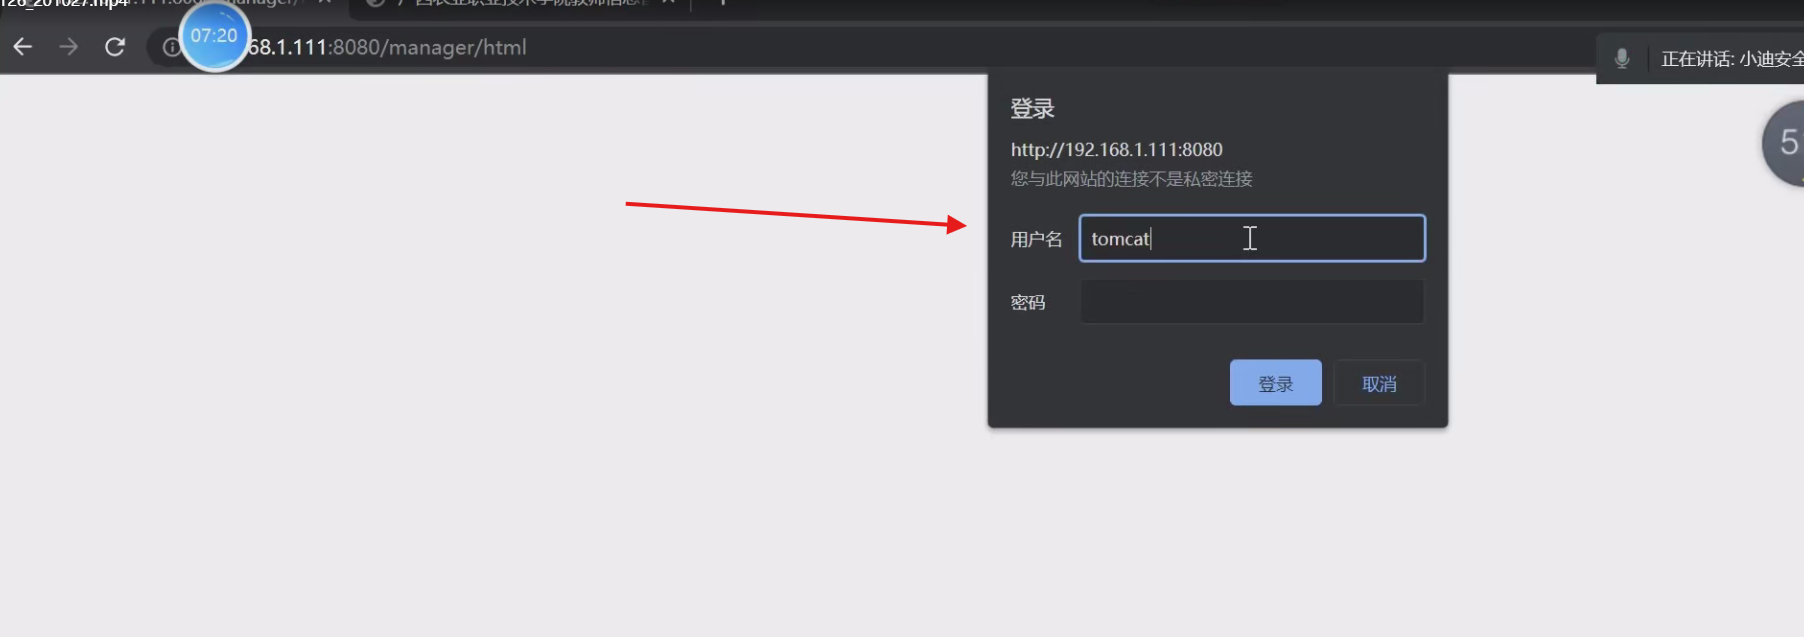 126_201027.mp4
07:20
68.1.111:8080/manager/html
正在讲话: 小迪安全
登录
http://192.168.1.111:8080
您与此网站的连接不是私密连接
5
用户名
tomcat
密码
登录
取消